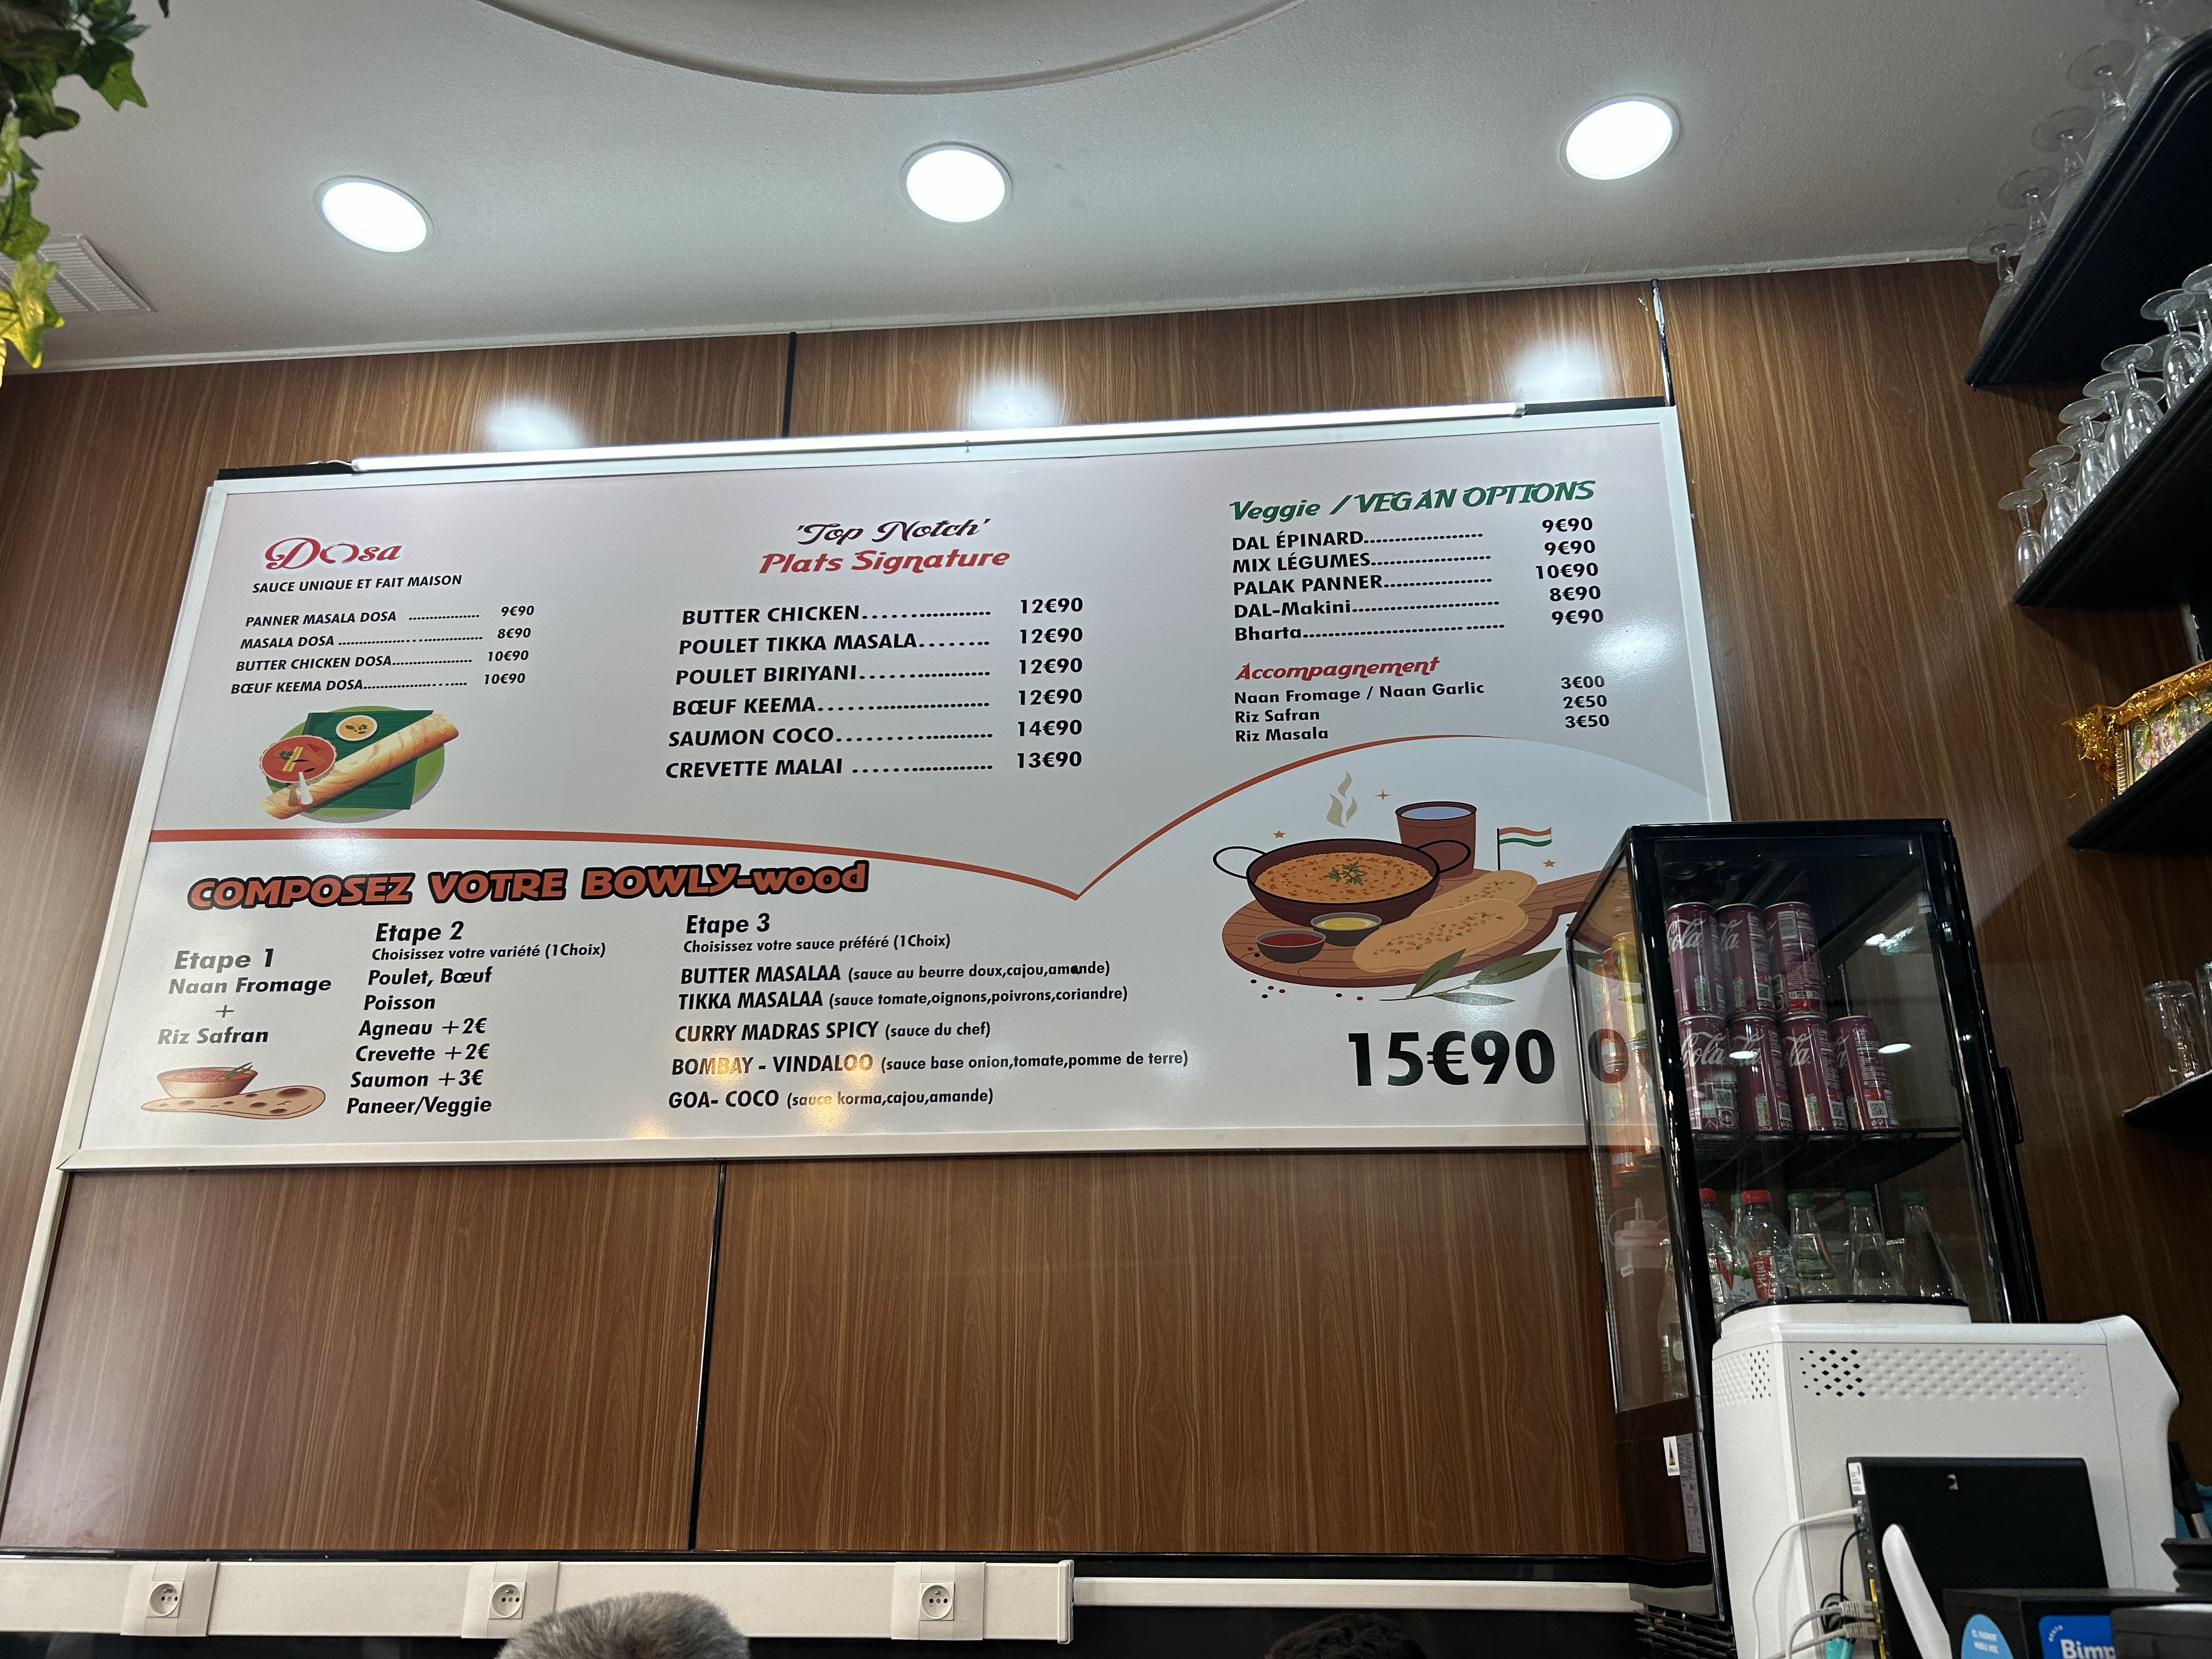 Dosa
SAUCE UNIQUE ET FAIT MAISON
PANNER MASALA DOSA .................. 9€90
MASALA DOSA .................................... 8€90
BUTTER CHICKEN DOSA.................... 10€90
BŒUF KEEMA DOSA.......................... 10€90
'Top Notch'
Plats Signature
BUTTER CHICKEN.................... 12€90
POULET TIKKA MASALA........ 12€90
POULET BIRIYANI.................... 12€90
BŒUF KEEMA.......................... 12€90
SAUMON COCO........................ 14€90
CREVETTE MALAI ..................... 13€90
Veggie / VEGAN OPTIONS
DAL ÉPINARD..................... 9€90
MIX LÉGUMES..................... 9€90
PALAK PANNER................... 10€90
DAL-Makini.......................... 8€90
Bharta.................................... 9€90
Accompagnement
Naan Fromage / Naan Garlic 3€00
Riz Safran 2€50
Riz Masala 3€50
COMPOSEZ VOTRE BOWLY-wood
Etape 1
Naan Fromage
+
Riz Safran
Etape 2
Choisissez votre variété (1Choix)
Poulet, Bœuf
Poisson
Agneau +2€
Crevette +2€
Saumon +3€
Paneer/Veggie
Etape 3
Choisissez votre sauce préféré (1Choix)
BUTTER MASALAA (sauce au beurre doux,cajou,amande)
TIKKA MASALAA (sauce tomate,oignons,poivrons,coriandre)
CURRY MADRAS SPICY (sauce du chef)
BOMBAY - VINDALOO (sauce base onion,tomate,pomme de terre)
GOA- COCO (sauce korma,cajou,amande)
15€90
Vittel